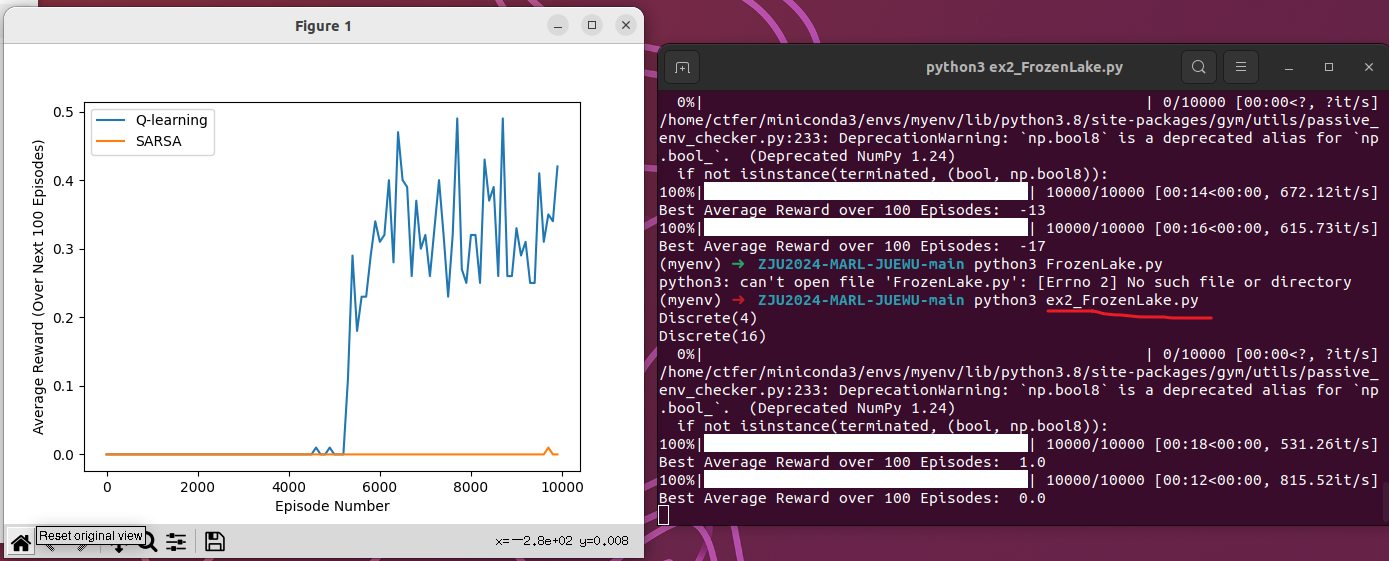 Figure 1
0.5
0.4
0.3
0.2
0.1
0.0
Average Reward (Over Next 100 Episodes)
Q-learning
SARSA
0
2000
4000
6000
8000
10000
Episode Number
Reset original view
x=−2.8e+02 y=0.008
python3 ex2_FrozenLake.py
0%| | 0/10000 [00:00<?, ?it/s]
/home/ctfer/miniconda3/envs/myenv/lib/python3.8/site-packages/gym/utils/passive_
env_checker.py:233: DeprecationWarning: `np.bool8` is a deprecated alias for `np
.bool_`.  (Deprecated NumPy 1.24)
if not isinstance(terminated, (bool, np.bool8)):
100%| | 10000/10000 [00:14<00:00, 672.12it/s]
Best Average Reward over 100 Episodes:  -13
100%| | 10000/10000 [00:16<00:00, 615.73it/s]
Best Average Reward over 100 Episodes:  -17
(myenv) ➜ ZJU2024-MARL-JUEWU-main python3 FrozenLake.py
python3: can't open file 'FrozenLake.py': [Errno 2] No such file or directory
(myenv) ➜ ZJU2024-MARL-JUEWU-main python3 ex2_FrozenLake.py
Discrete(4)
Discrete(16)
0%| | 0/10000 [00:00<?, ?it/s]
/home/ctfer/miniconda3/envs/myenv/lib/python3.8/site-packages/gym/utils/passive_
env_checker.py:233: DeprecationWarning: `np.bool8` is a deprecated alias for `np
.bool_`.  (Deprecated NumPy 1.24)
if not isinstance(terminated, (bool, np.bool8)):
100%| | 10000/10000 [00:18<00:00, 531.26it/s]
Best Average Reward over 100 Episodes:  1.0
100%| | 10000/10000 [00:12<00:00, 815.52it/s]
Best Average Reward over 100 Episodes:  0.0